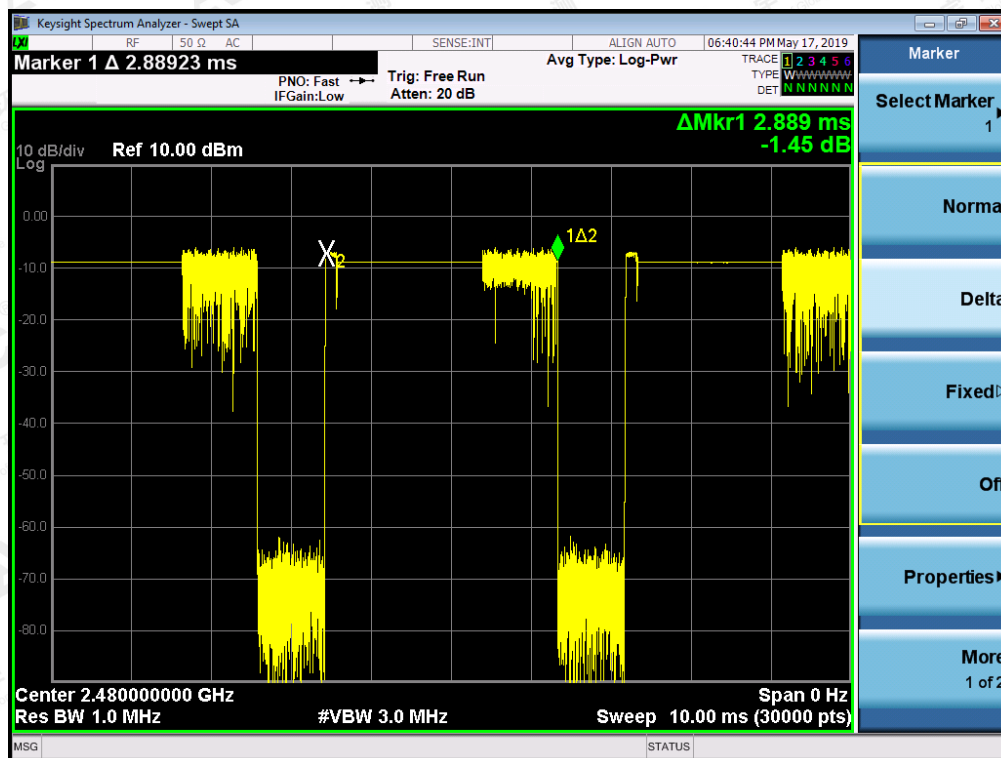 Keysight Spectrum Analyzer - Swept SA
LXI RF 50 Ω AC SENSE:INT ALIGN AUTO 06:40:44 PM May 17, 2019
Marker 1 Δ 2.88923 ms
Avg Type: Log-Pwr
TRACE 1 2 3 4 5 6
TYPE WWWWWW
DET N N N N N N
PNO: Fast
IFGain:Low
Trig: Free Run
Atten: 20 dB
ΔMkr1 2.889 ms
-1.45 dB
10 dB/div
Log
Ref 10.00 dBm
0.00
-10.0
-20.0
-30.0
-40.0
-50.0
-60.0
-70.0
-80.0
X2
1Δ2
Center 2.480000000 GHz
Span 0 Hz
Res BW 1.0 MHz
#VBW 3.0 MHz
Sweep 10.00 ms (30000 pts)
MSG
STATUS
Marker
Select Marker
1
Norma
Delta
Fixed
Off
Properties
More
1 of 2